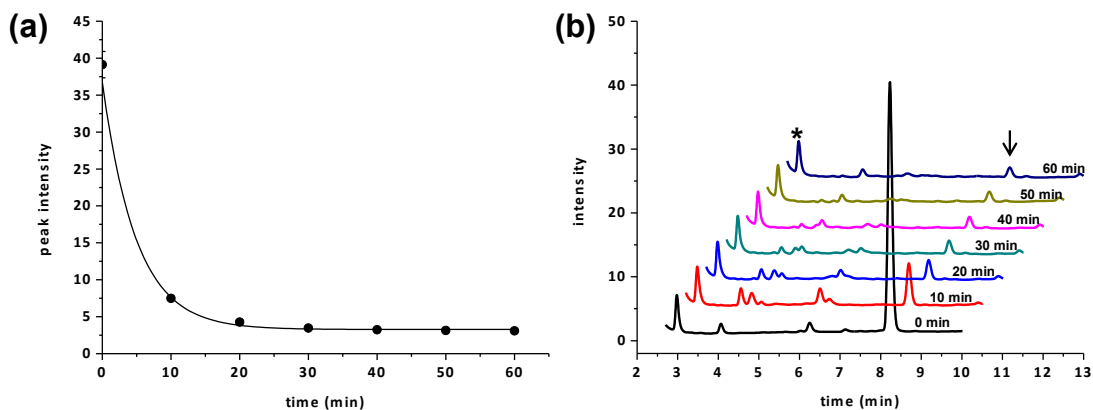 (a)
45
40
35
30
25
20
15
10
5
0
peak intensity
0 10 20 30 40 50 60
time (min)
(b)
50
40
30
20
10
0
intensity
*
60 min
50 min
40 min
30 min
20 min
10 min
0 min
2 3 4 5 6 7 8 9 10 11 12 13
time (min)